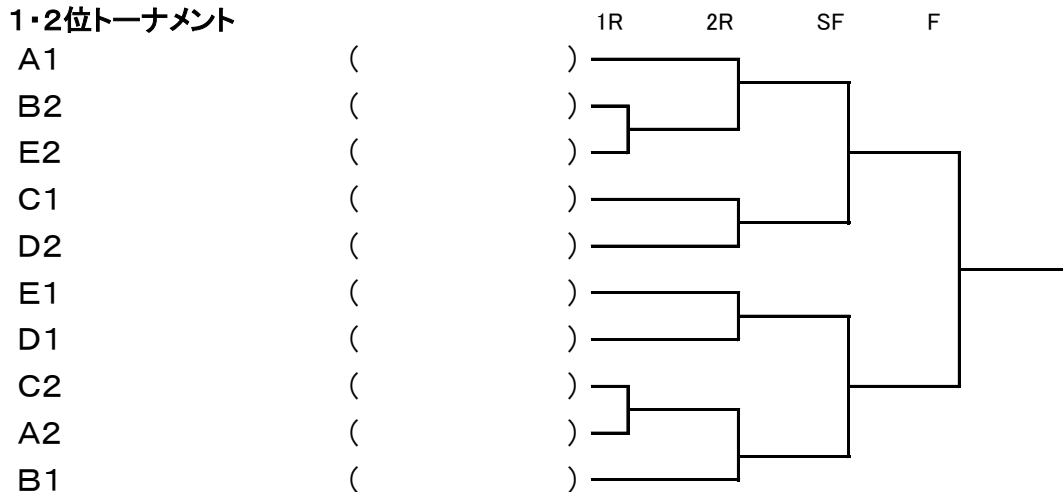 1・2位トーナメント 1R 2R SF F
A1 ( )
B2 ( )
E2 ( )
C1 ( )
D2 ( )
E1 ( )
D1 ( )
C2 ( )
A2 ( )
B1 ( )